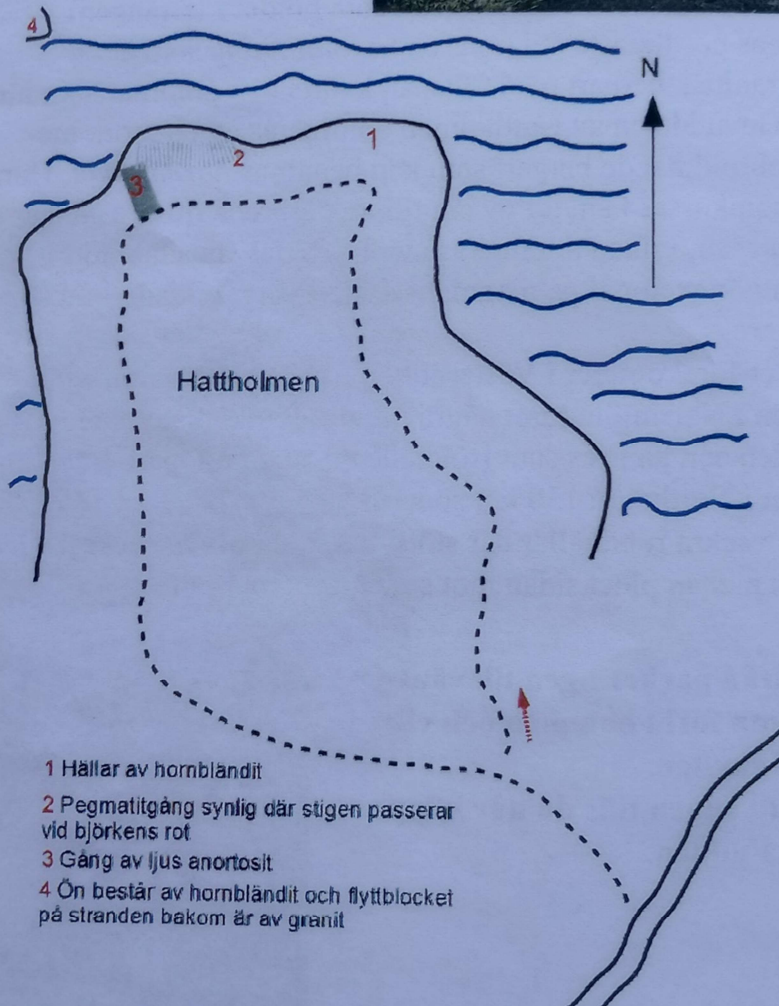 4
N
1
2
3
Hattholmen
1 Hällar av hornbländit
2 Pegmatitgång synlig där stigen passerar
vid björkens rot
3 Gång av ljus anortosit
4 Ön består av hornbländit och flyttblocket
på stranden bakom är av granit